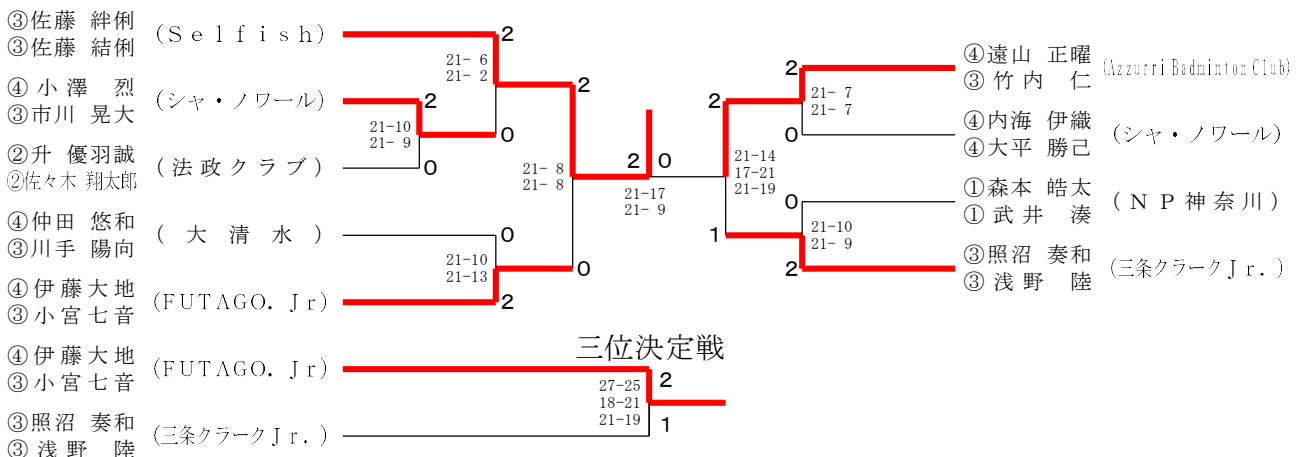 ③佐藤 絆俐
③佐藤 結俐
(Selfish)
2
21- 6
21- 2
2
④ 小 澤 烈
③市川 晃大
(シャ・ノワール)
2
21-10
21- 9
0
②升 優羽誠
②佐々木 翔太郎
(法政クラブ)
0
21- 8
21- 8
④仲田 悠和
③川手 陽向
(大清水)
0
21-10
21-13
0
④伊藤大地
③小宮七音
(FUTAGO. Jr)
2
2 0
21-17
21- 9
④遠山 正曜
③竹内 仁
(Azzurri Badminton Club)
2
21- 7
21- 7
2
④内海 伊織
④大平 勝己
(シャ・ノワール)
0
21-14
17-21
21-19
①森本 皓太
①武井 湊
(NP神奈川)
0
21-10
21- 9
1
③照沼 奏和
③浅野 陸
(三条クラークJr.)
2
三位決定戦
④伊藤大地
③小宮七音
(FUTAGO. Jr)
2
27-25
18-21
21-19
③照沼 奏和
③浅野 陸
(三条クラークJr.)
1